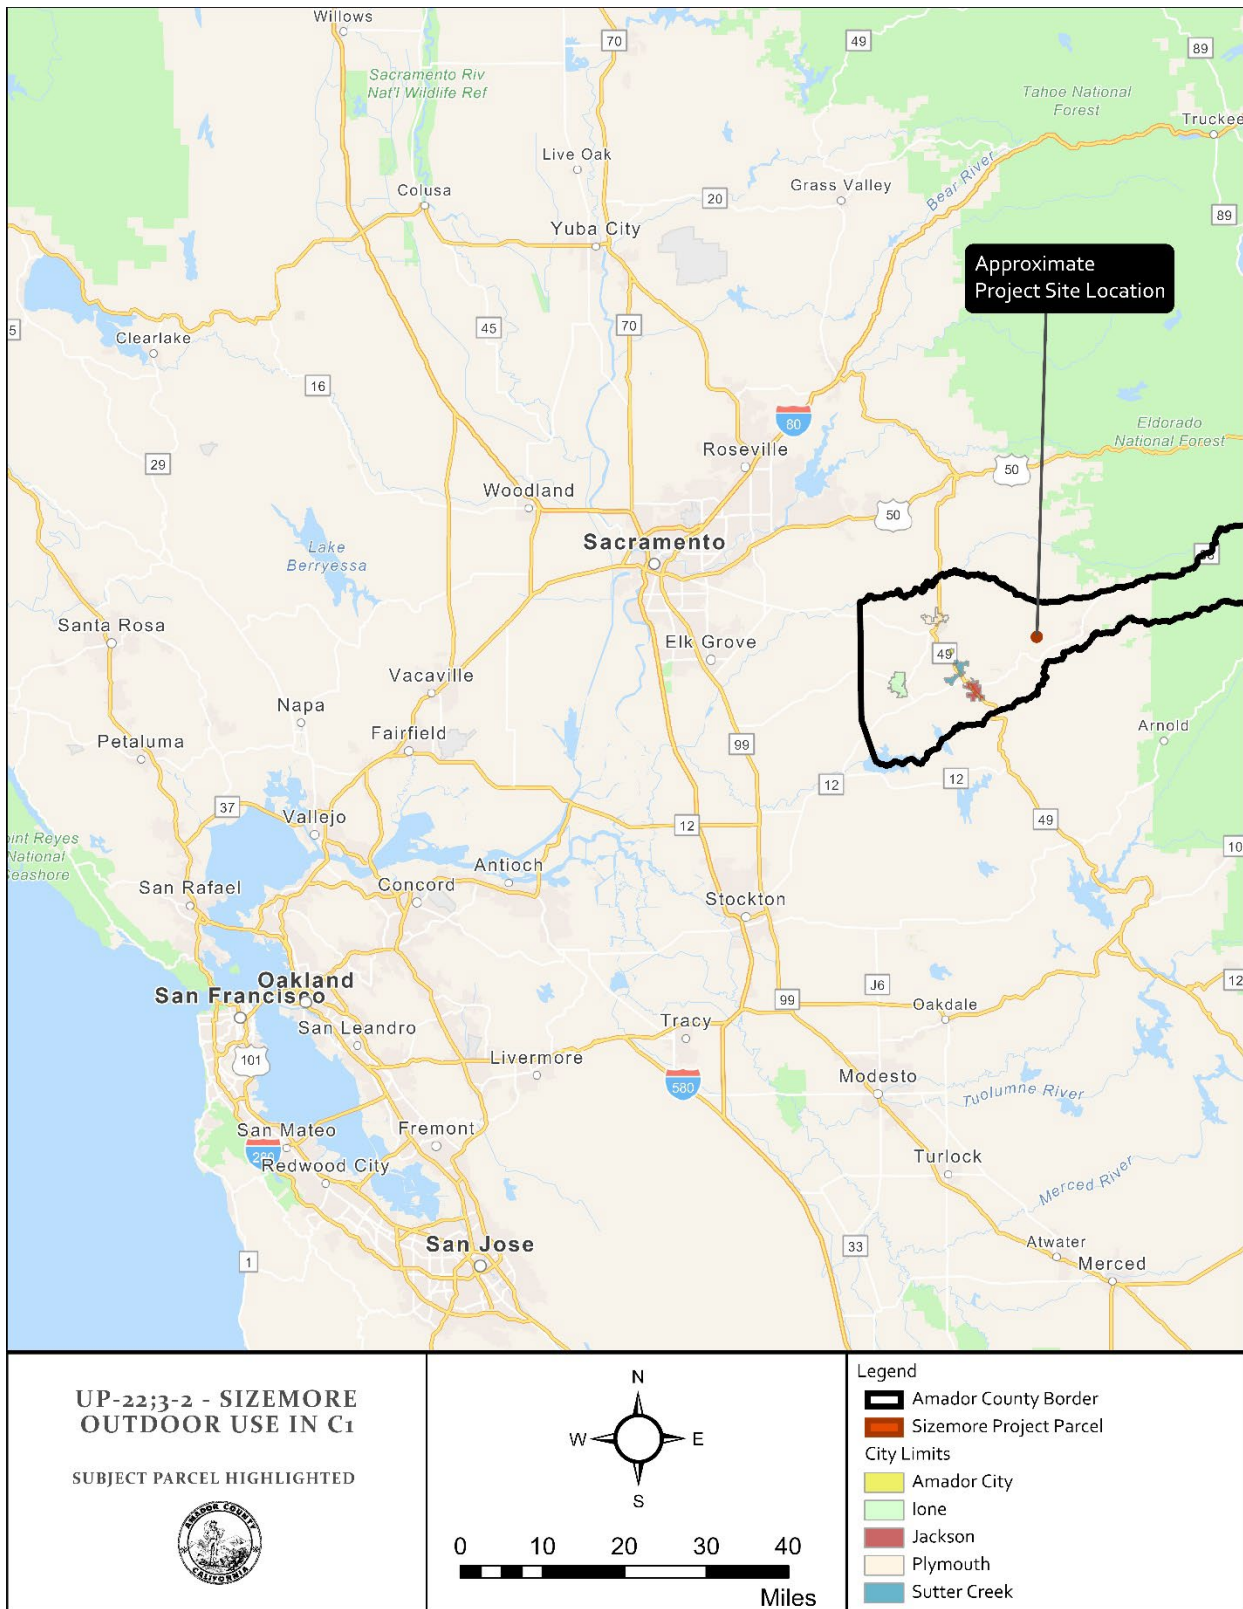 Willows
70
49
89
Sacramento Riv
Nat'l Wildlife Ref
Tahoe National
Forest
Truckee
Live Oak
Grass Valley
Bear River
Colusa
20
89
Yuba City
Approximate
Project Site Location
5
45
70
Clearlake
16
80
Eldorado
National Forest
29
Roseville
50
Woodland
50
Sacramento
Lake
Berryessa
Santa Rosa
Elk Grove
49
Vacaville
Napa
Arnold
Petaluma
Fairfield
99
12
12
37
Vallejo
12
49
oint Reyes
National
Seashore
10
Antioch
San Rafael
Concord
Stockton
Oakland
San Francisco
J6
12
99
Oakdale
San Leandro
Tracy
101
Livermore
580
Modesto
Tuolumne River
San Mateo
Fremont
280
Redwood City
Turlock
Merced River
San Jose
33
Atwater
1
Merced
UP-22;3-2 - SIZEMORE
OUTDOOR USE IN C1
SUBJECT PARCEL HIGHLIGHTED
AMADOR COUNTY
CALIFORNIA
N
W
E
S
0 10 20 30 40
Miles
Legend
Amador County Border
Sizemore Project Parcel
City Limits
Amador City
Ione
Jackson
Plymouth
Sutter Creek